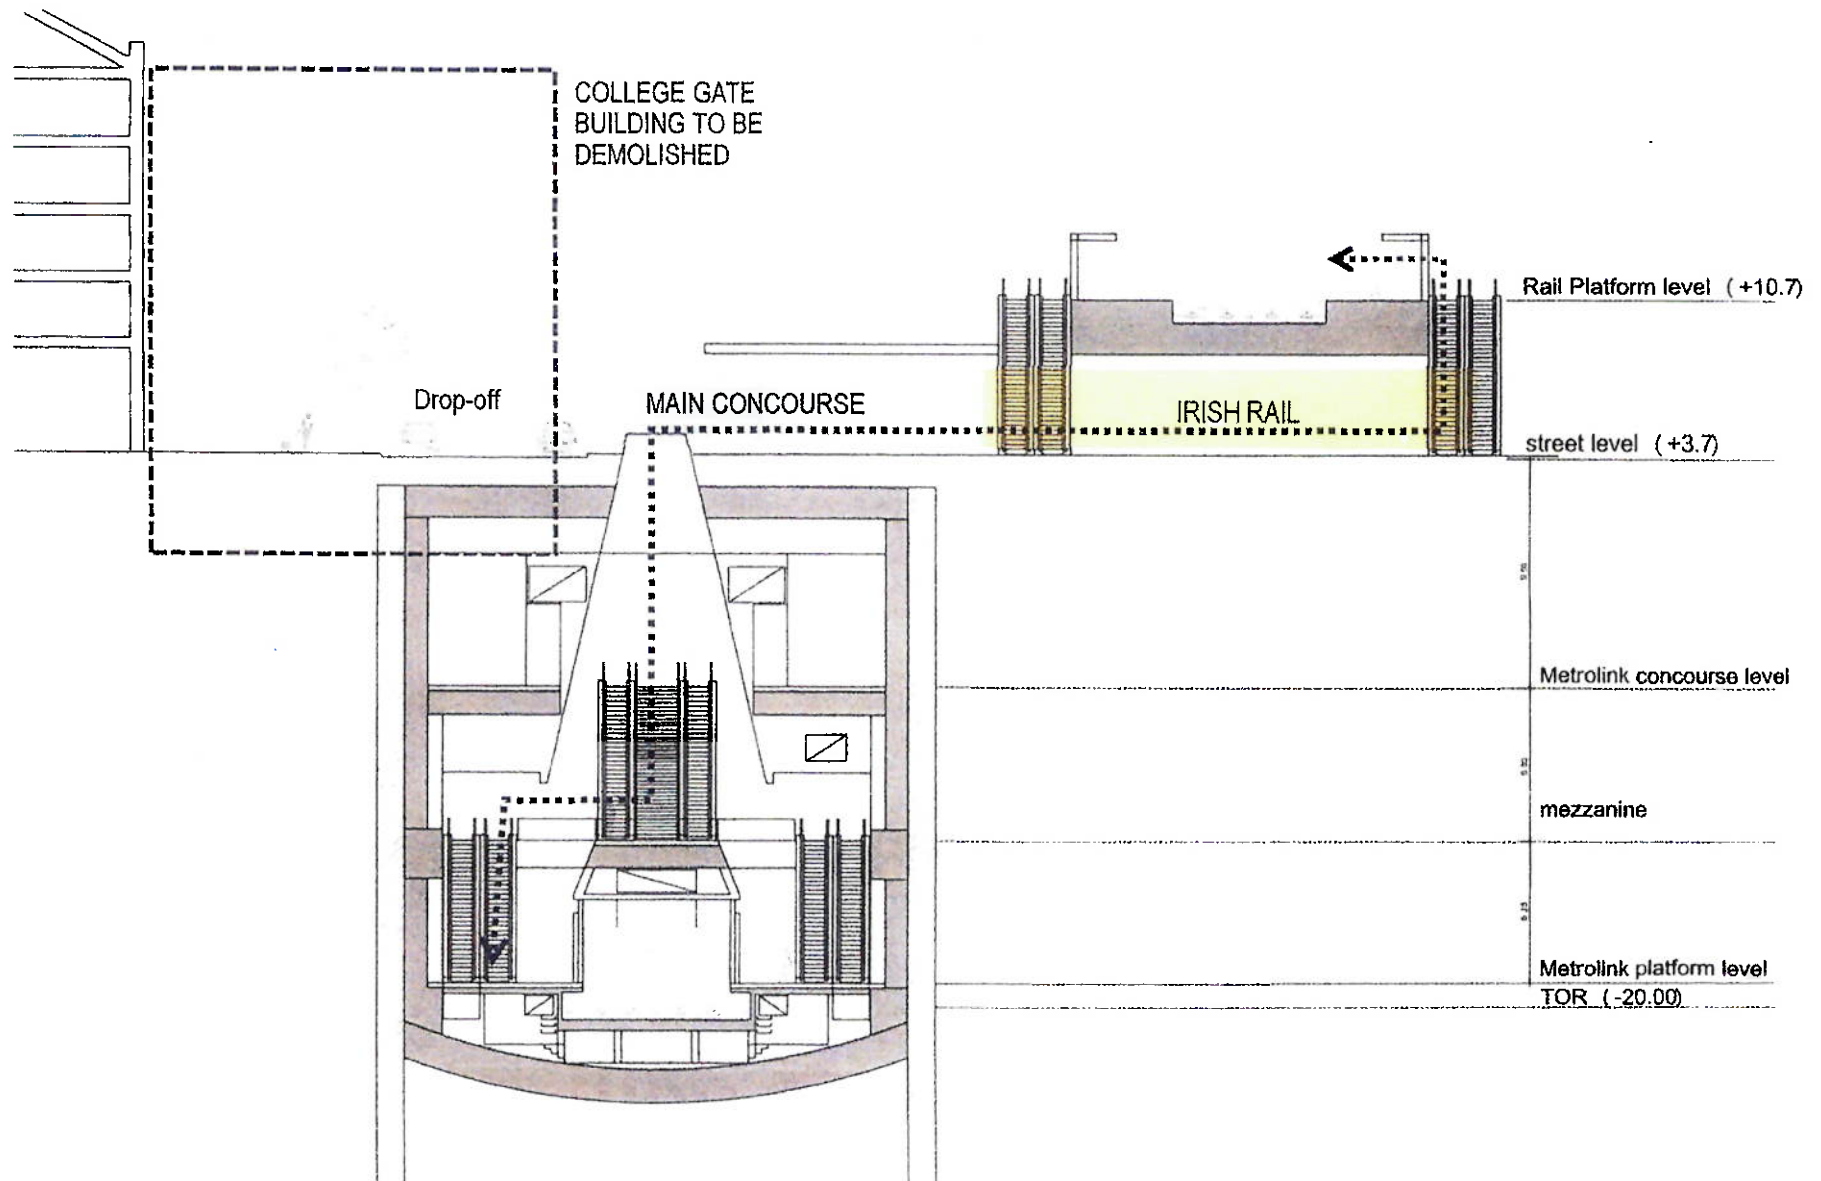 COLLEGE GATE
BUILDING TO BE
DEMOLISHED
Rail Platform level (+10.7)
Drop-off
MAIN CONCOURSE
IRISH RAIL
street level (+3.7)
Metrolink concourse level
mezzanine
Metrolink platform level
TOR (-20.00)